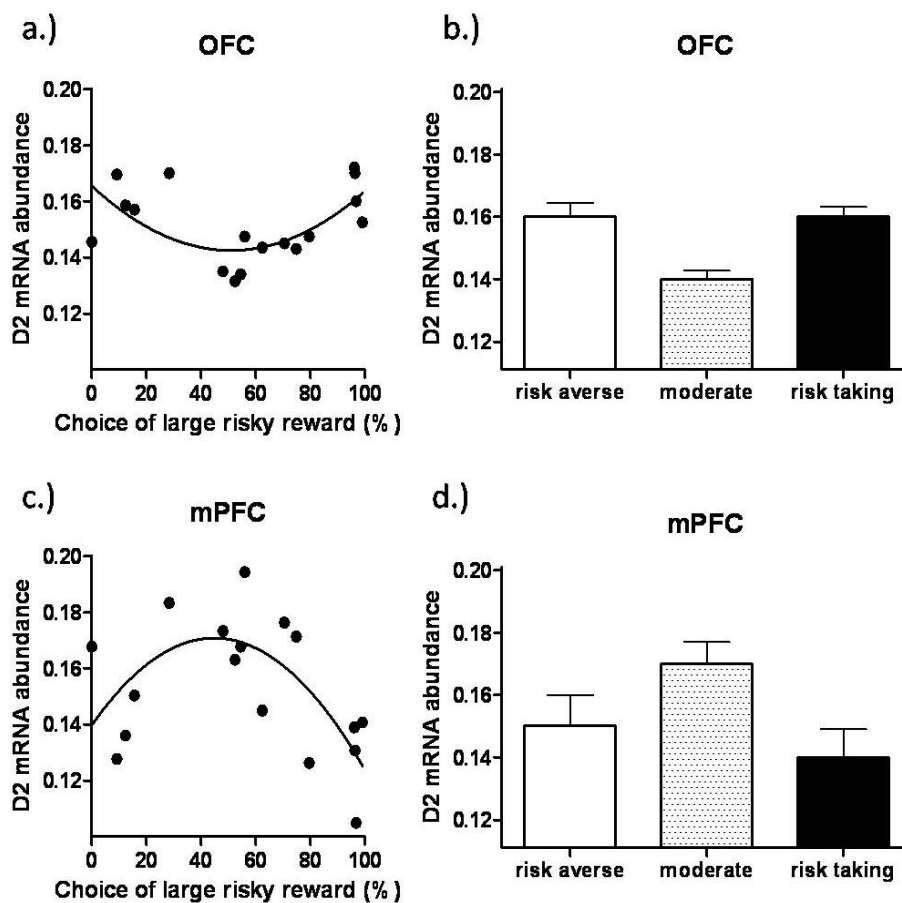 a.)
OFC
D2 mRNA abundance
0.20
0.18
0.16
0.14
0.12
0 20 40 60 80 100
Choice of large risky reward (%)
b.)
OFC
D2 mRNA abundance
0.20
0.18
0.16
0.14
0.12
risk averse moderate risk taking
c.)
mPFC
D2 mRNA abundance
0.20
0.18
0.16
0.14
0.12
0 20 40 60 80 100
Choice of large risky reward (%)
d.)
mPFC
D2 mRNA abundance
0.20
0.18
0.16
0.14
0.12
risk averse moderate risk taking